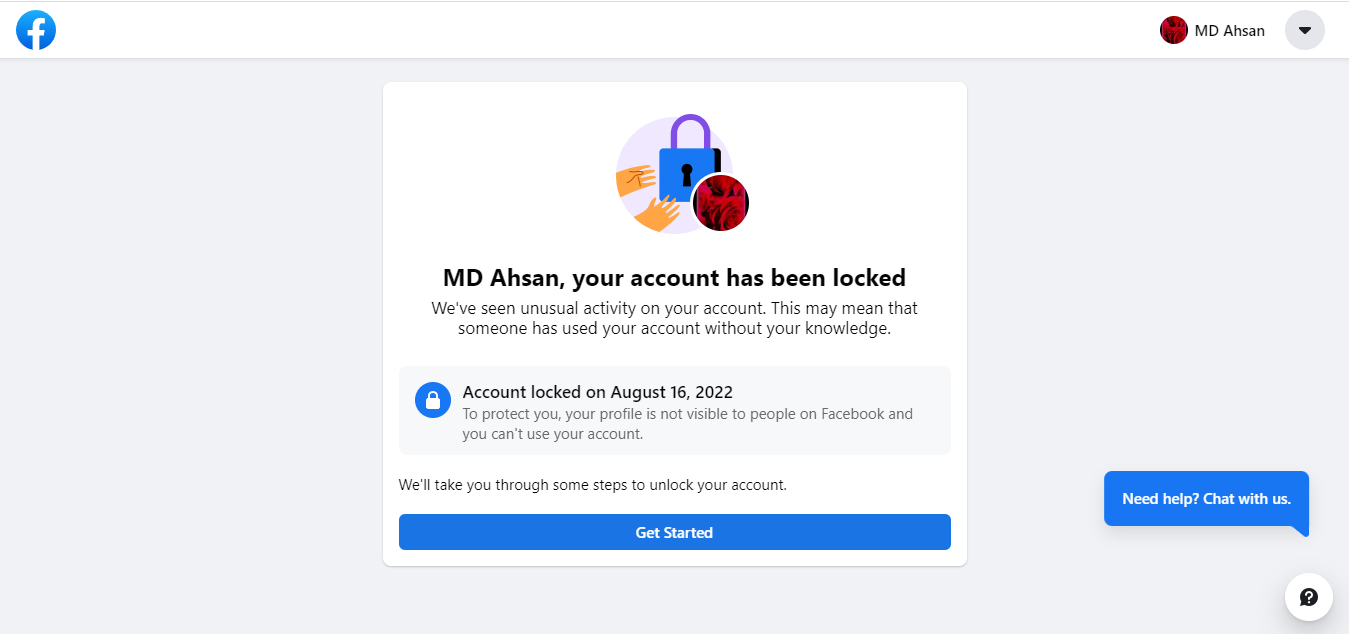 MD Ahsan
MD Ahsan, your account has been locked
We've seen unusual activity on your account. This may mean that
someone has used your account without your knowledge.
Account locked on August 16, 2022
To protect you, your profile is not visible to people on Facebook and
you can't use your account.
We'll take you through some steps to unlock your account.
Need help? Chat with us.
Get Started